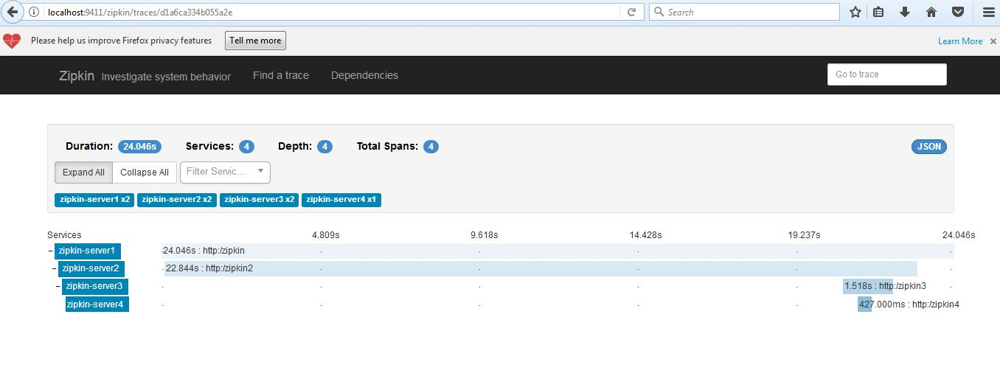 localhost:9411/zipkin/traces/d1a6ca334b055a2e
Search
Please help us improve Firefox privacy features Tell me more Learn More
Zipkin Investigate system behavior Find a trace Dependencies Go to trace
Duration: 24.046s Services: 4 Depth: 4 Total Spans: 4 JSON
Expand All Collapse All Filter Servic...
zipkin-server1 x2 zipkin-server2 x2 zipkin-server3 x2 zipkin-server4 x1
Services 4.809s 9.618s 14.428s 19.237s 24.046s
- zipkin-server1 24.046s : http:/zipkin
- zipkin-server2 22.844s : http:/zipkin2
- zipkin-server3 1.518s : http:/zipkin3
zipkin-server4 427.000ms : http:/zipkin4